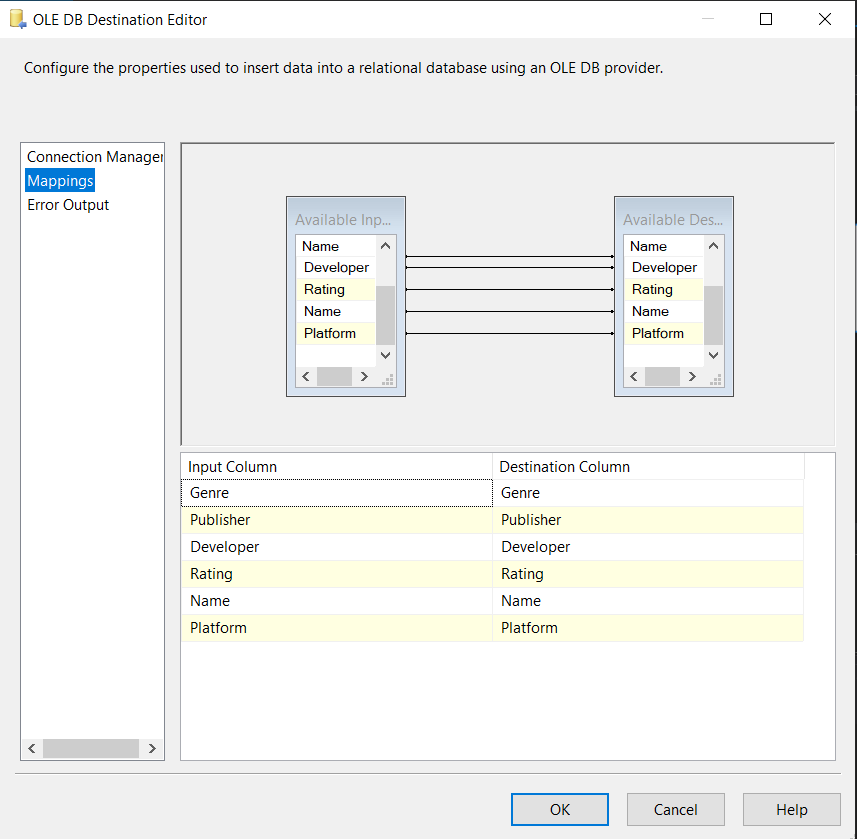 OLE DB Destination Editor
Configure the properties used to insert data into a relational database using an OLE DB provider.
Connection Manager
Mappings
Error Output
Available Inp...
Name
Developer
Rating
Name
Platform
Available Des...
Name
Developer
Rating
Name
Platform
Input Column Destination Column
Genre Genre
Publisher Publisher
Developer Developer
Rating Rating
Name Name
Platform Platform
OK Cancel Help